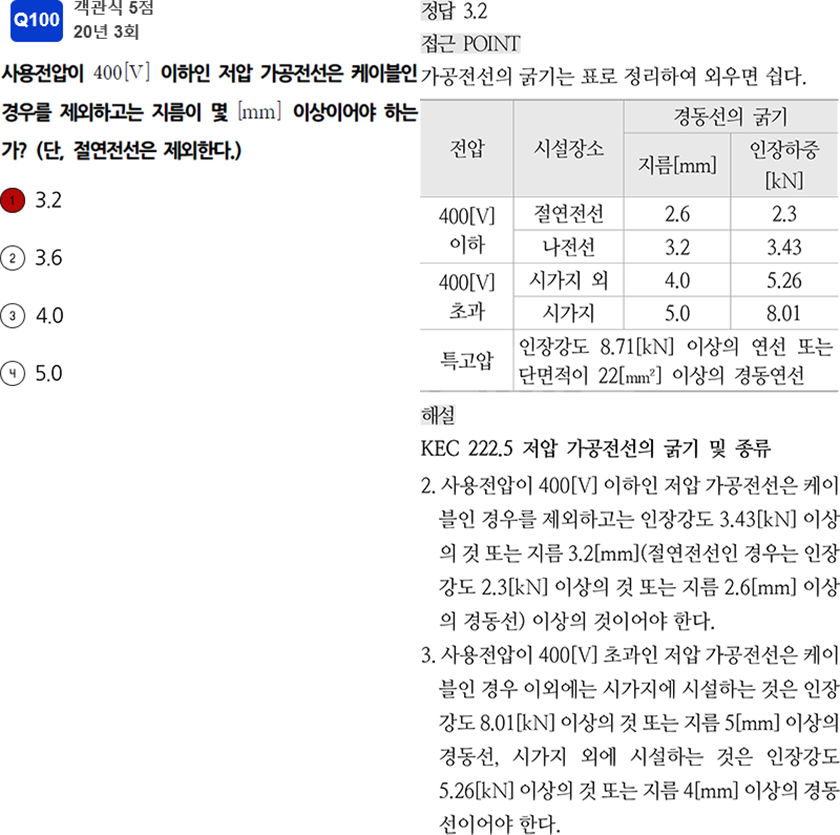 Q100
객관식 5점
20년 3회
사용전압이 400[V] 이하인 저압 가공전선은 케이블인
경우를 제외하고는 지름이 몇 [mm] 이상이어야 하는
가? (단, 절연전선은 제외한다.)
1 3.2
2 3.6
3 4.0
4 5.0
정답 3.2
접근 POINT
가공전선의 굵기는 표로 정리하여 외우면 쉽다.
전압 시설장소 경동선의 굵기
지름[mm] 인장하중
[kN]
400[V]
이하
절연전선 2.6 2.3
나전선 3.2 3.43
400[V]
초과
시가지 외 4.0 5.26
시가지 5.0 8.01
특고압
인장강도 8.71[kN] 이상의 연선 또는
단면적이 22[mm²] 이상의 경동연선
해설
KEC 222.5 저압 가공전선의 굵기 및 종류
2. 사용전압이 400[V] 이하인 저압 가공전선은 케이
블인 경우를 제외하고는 인장강도 3.43[kN] 이상
의 것 또는 지름 3.2[mm](절연전선인 경우는 인장
강도 2.3[kN] 이상의 것 또는 지름 2.6[mm] 이상
의 경동선) 이상의 것이어야 한다.
3. 사용전압이 400[V] 초과인 저압 가공전선은 케이
블인 경우 이외에는 시가지에 시설하는 것은 인장
강도 8.01[kN] 이상의 것 또는 지름 5[mm] 이상의
경동선, 시가지 외에 시설하는 것은 인장강도
5.26[kN] 이상의 것 또는 지름 4[mm] 이상의 경동
선이어야 한다.